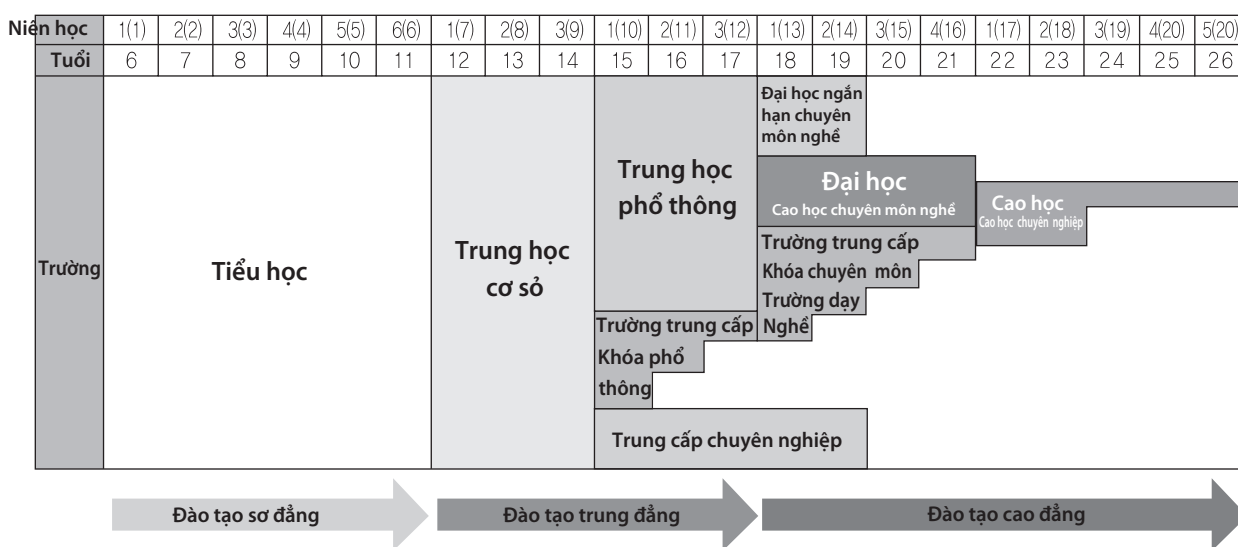 Niên học 1(1) 2(2) 3(3) 4(4) 5(5) 6(6) 1(7) 2(8) 3(9) 1(10) 2(11) 3(12) 1(13) 2(14) 3(15) 4(16) 1(17) 2(18) 3(19) 4(20) 5(20)
Tuổi 6 7 8 9 10 11 12 13 14 15 16 17 18 19 20 21 22 23 24 25 26
Trường
Tiểu học
Trung học
cơ sỏ
Trung học
phổ thông
Trường trung cấp
Khóa phổ
thông
Trung cấp chuyên nghiệp
Đại học ngắn
hạn chuyên
môn nghề
Đại học
Cao học chuyên môn nghề
Trường trung cấp
Khóa chuyên môn
Trường dạy
Nghề
Cao học
Cao học chuyên nghiệp
Đào tạo sơ đẳng
Đào tạo trung đẳng
Đào tạo cao đẳng